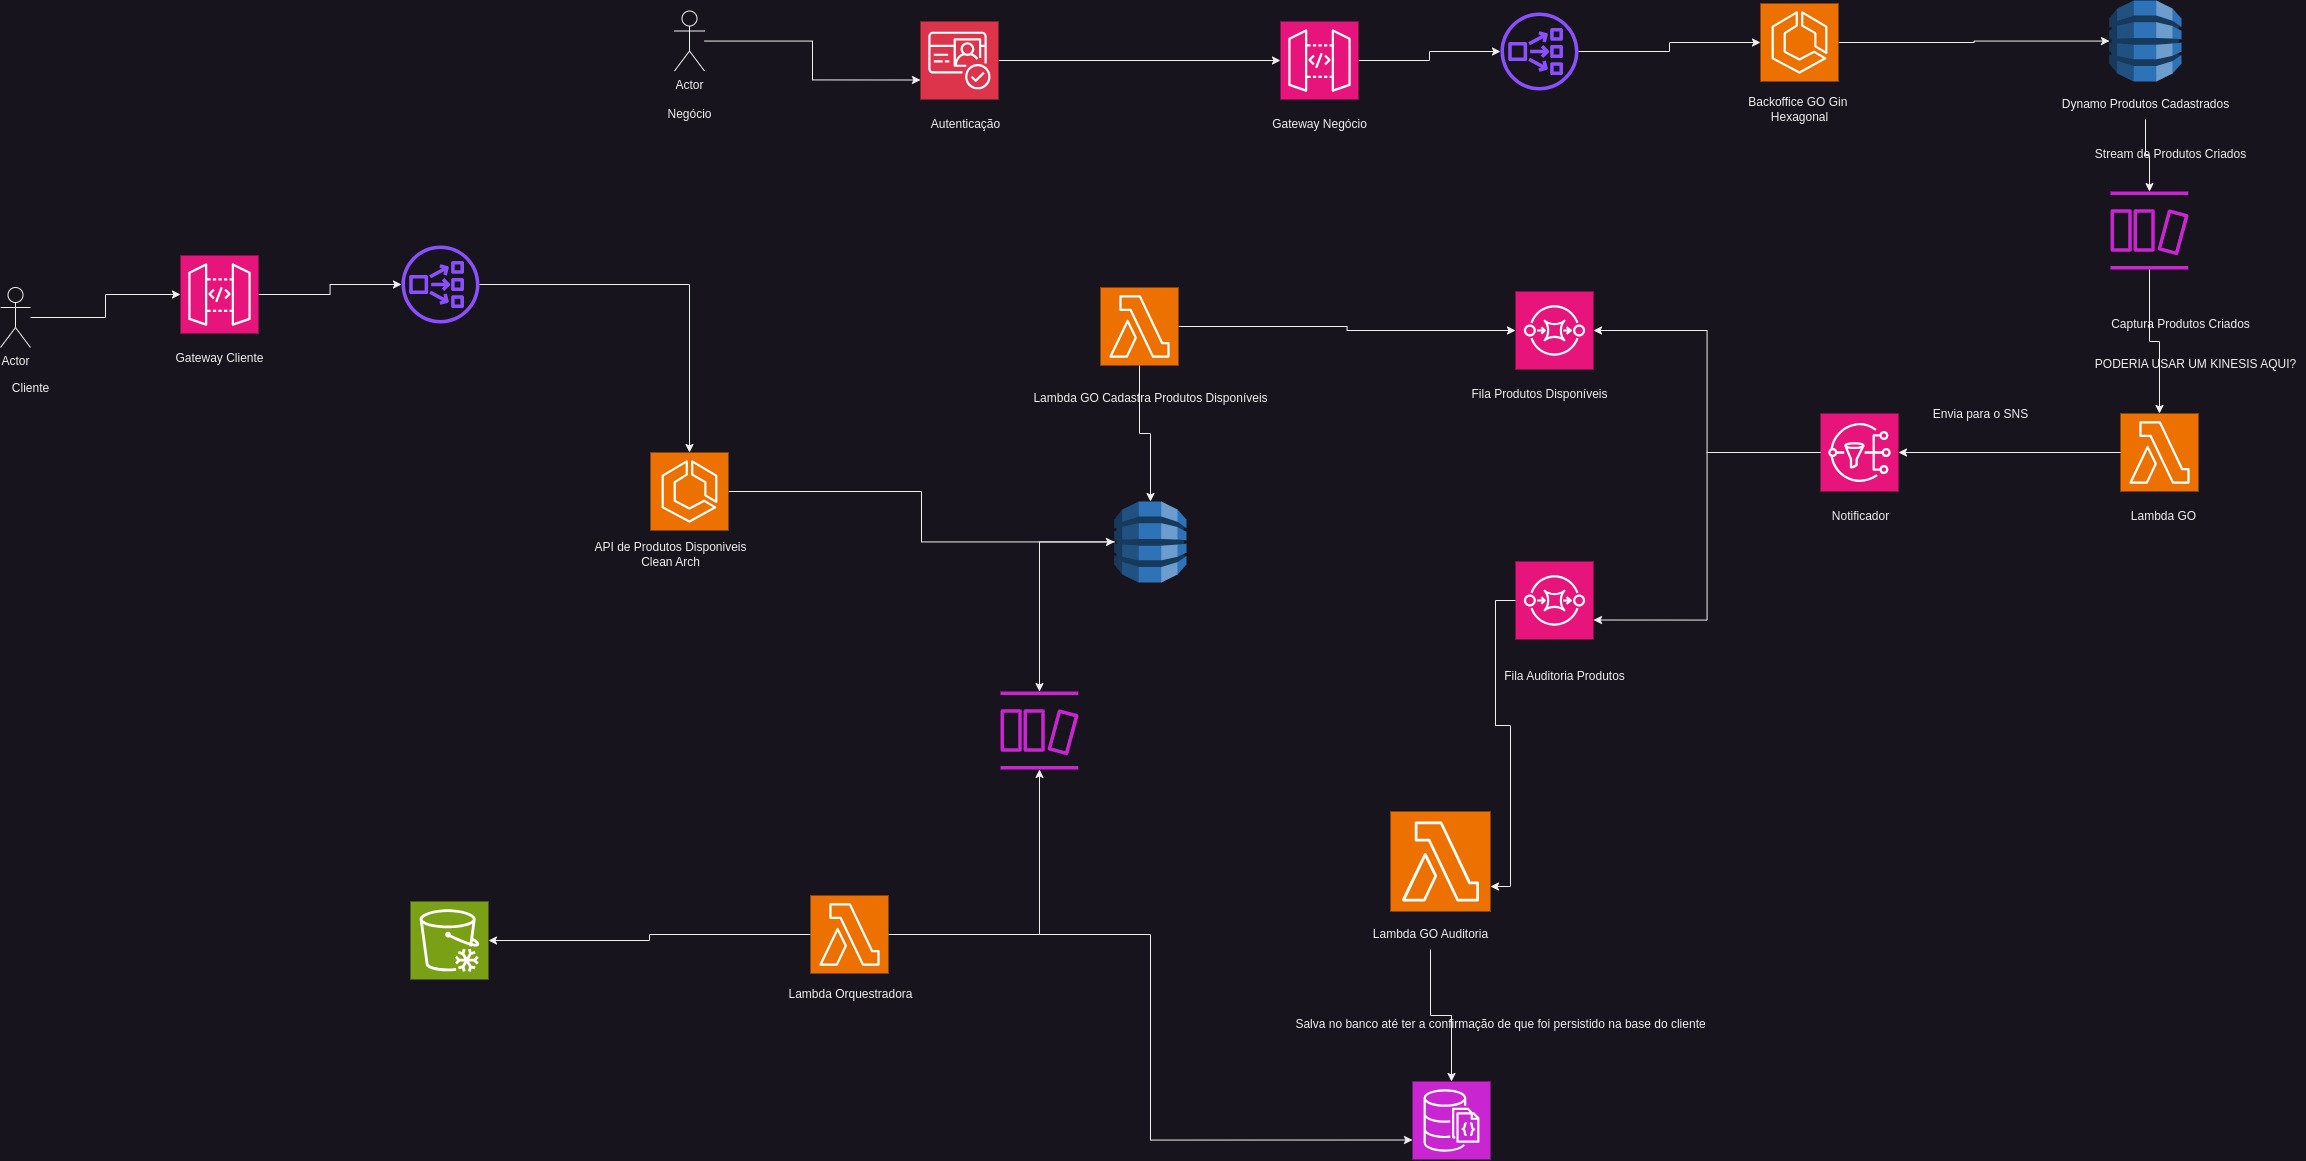 Actor
Negócio
Autenticação
Gateway Negócio
Backoffice GO Gin
Hexagonal
Dynamo Produtos Cadastrados
Stream de Produtos Criados
Captura Produtos Criados
PODERIA USAR UM KINESIS AQUI?
Actor
Cliente
Gateway Cliente
Lambda GO Cadastra Produtos Disponíveis
Fila Produtos Disponíveis
Envia para o SNS
Notificador
Lambda GO
API de Produtos Disponiveis
Clean Arch
Fila Auditoria Produtos
Lambda GO Auditoria
Lambda Orquestradora
Salva no banco até ter a confirmação de que foi persistido na base do cliente